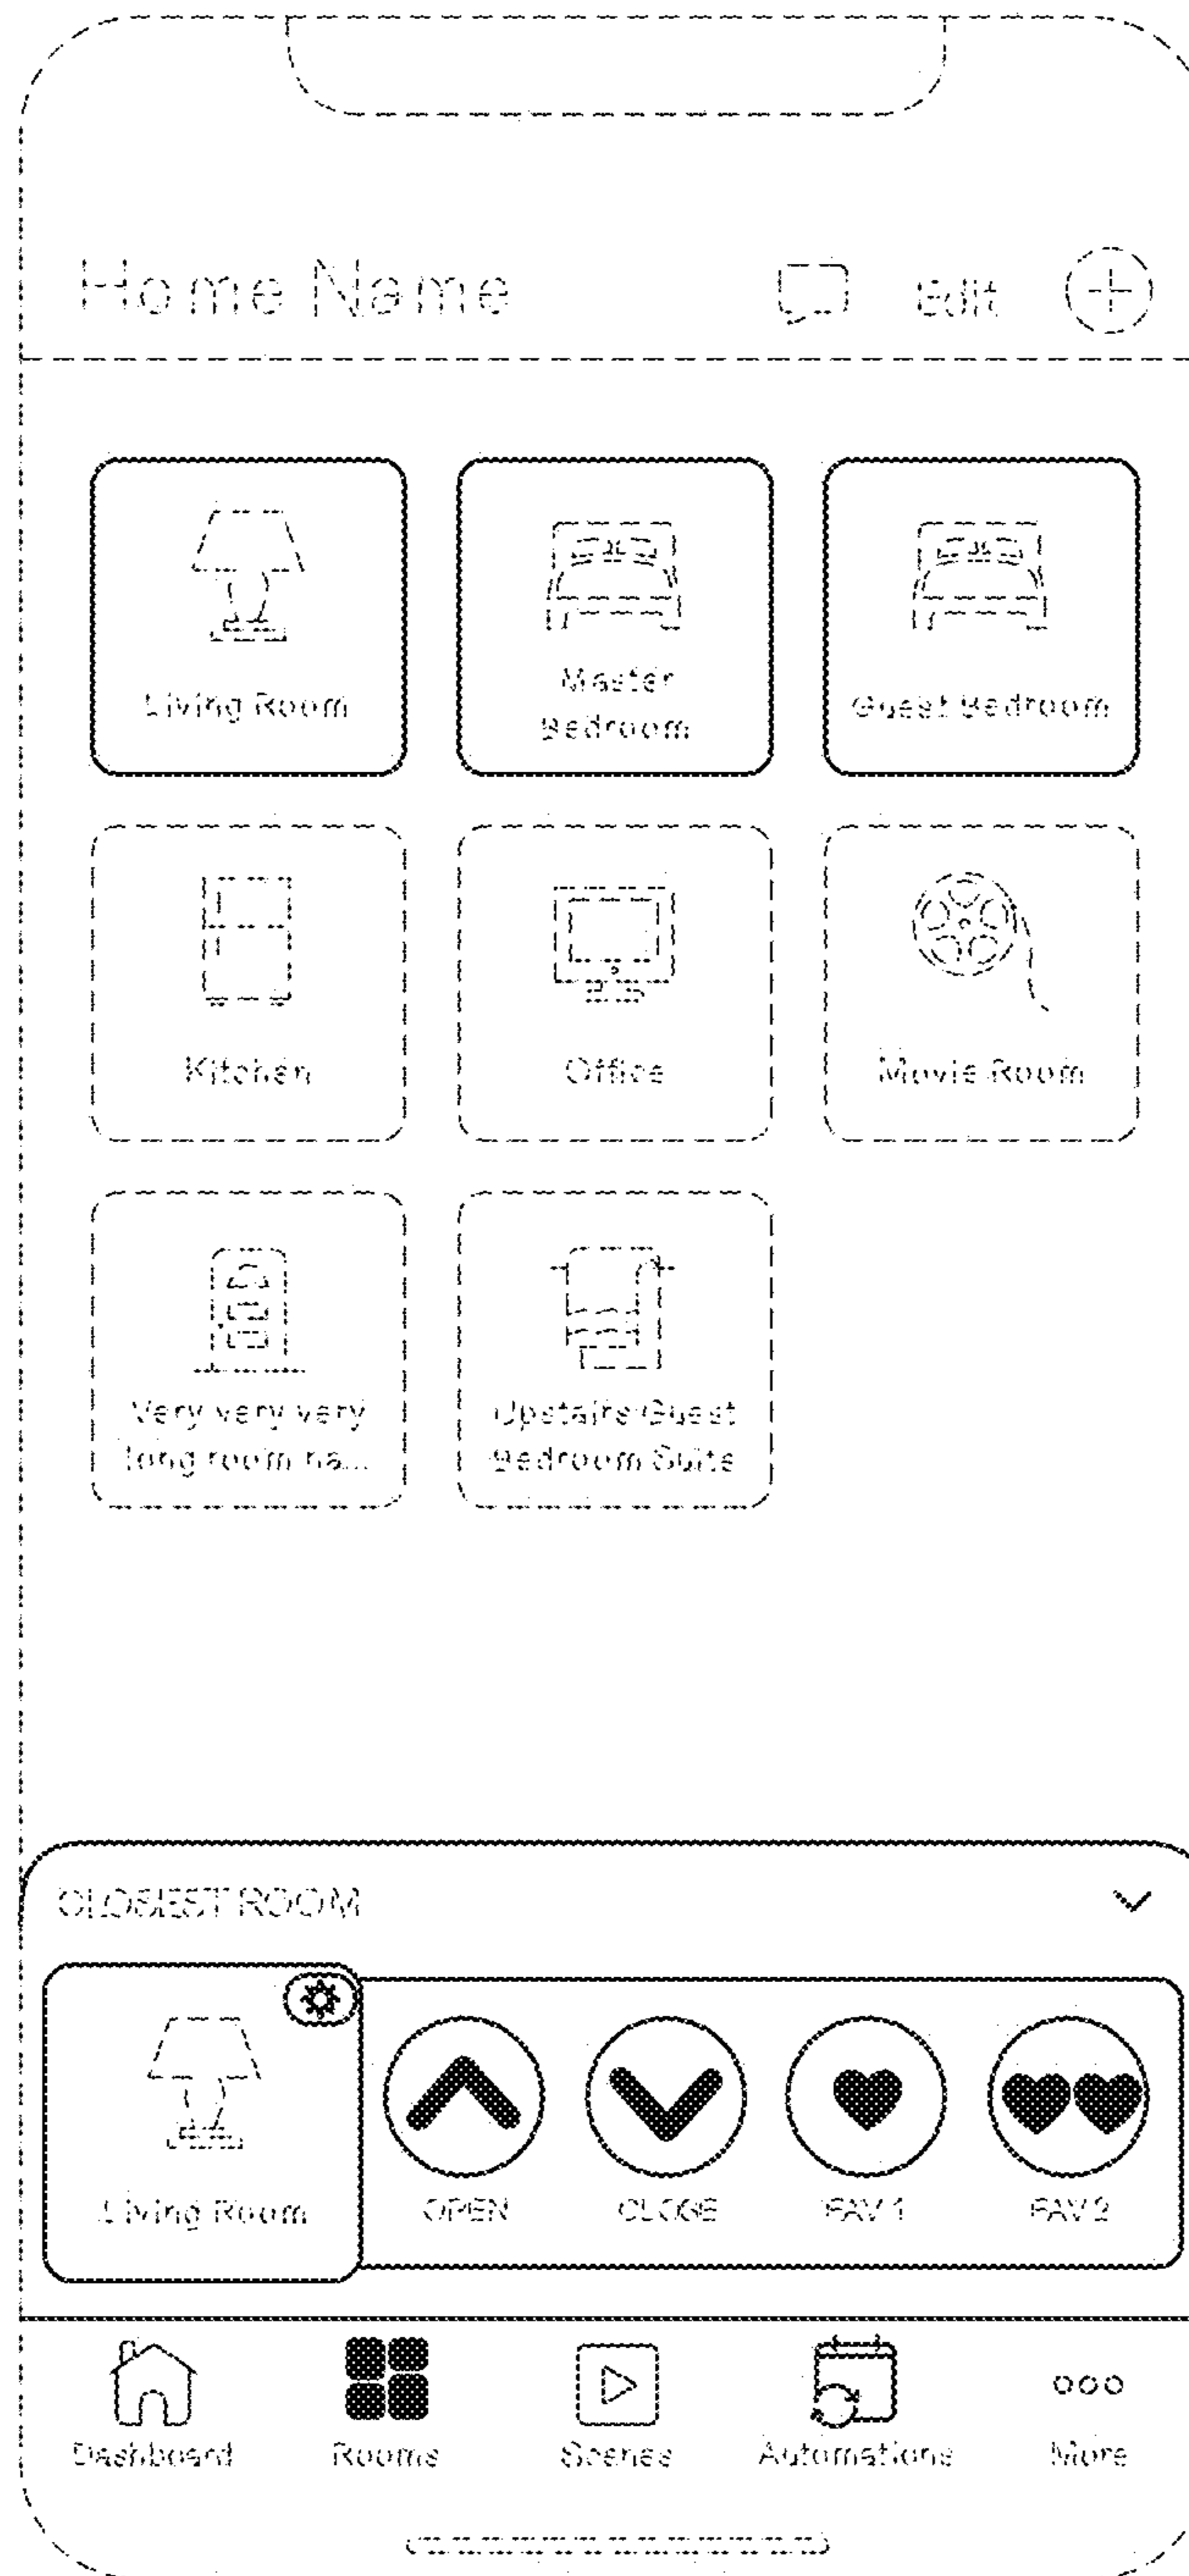 Home Name Edit
Living Room
Master
Bedroom
Guest Bedroom
Kitchen
Office
Movie Room
Very very very
long room na...
Upstairs Guest
Bedroom Suite
CLOSEST ROOM
Living Room
OPEN
CLOSE
FAV 1
FAV 2
Dashboard
Rooms
Scenes
Automations
More